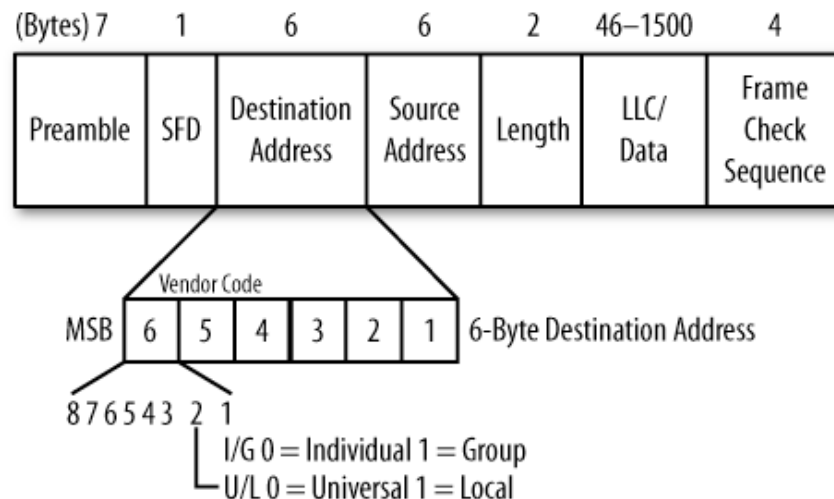 (Bytes) 7 1 6 6 2 46–1500 4
Preamble SFD Destination Address Source Address Length LLC/ Data Frame Check Sequence
Vendor Code
MSB 6 5 4 3 2 1 6-Byte Destination Address
8 7 6 5 4 3 2 1
I/G 0 = Individual 1 = Group
U/L 0 = Universal 1 = Local